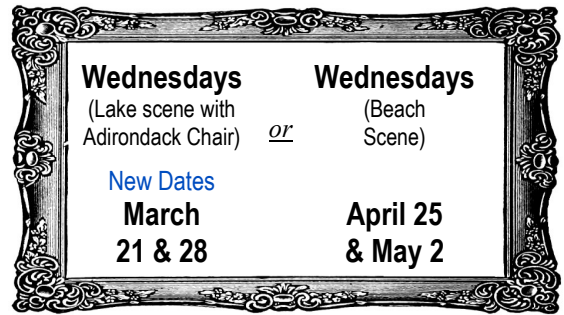 Wednesdays
(Lake scene with
Adirondack Chair)
New Dates
March
21 & 28
or
Wednesdays
(Beach
Scene)
April 25
& May 2